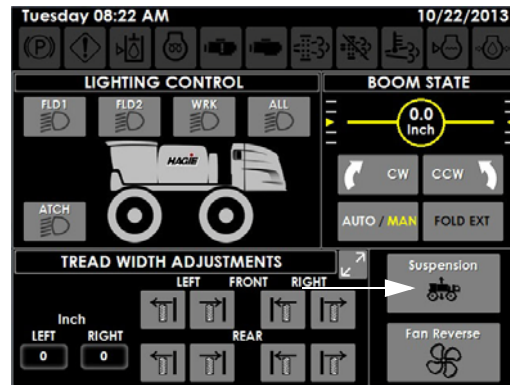 Tuesday 08:22 AM 10/22/2013
P
LIGHTING CONTROL
FLD1 FLD2 WRK ALL
HAGIE
ATCH
BOOM STATE
0.0
Inch
CW CCW
AUTO / MAN FOLD EXT
TREAD WIDTH ADJUSTMENTS
LEFT FRONT RIGHT
Inch
LEFT RIGHT
REAR
0 0
Suspension
Fan Reverse